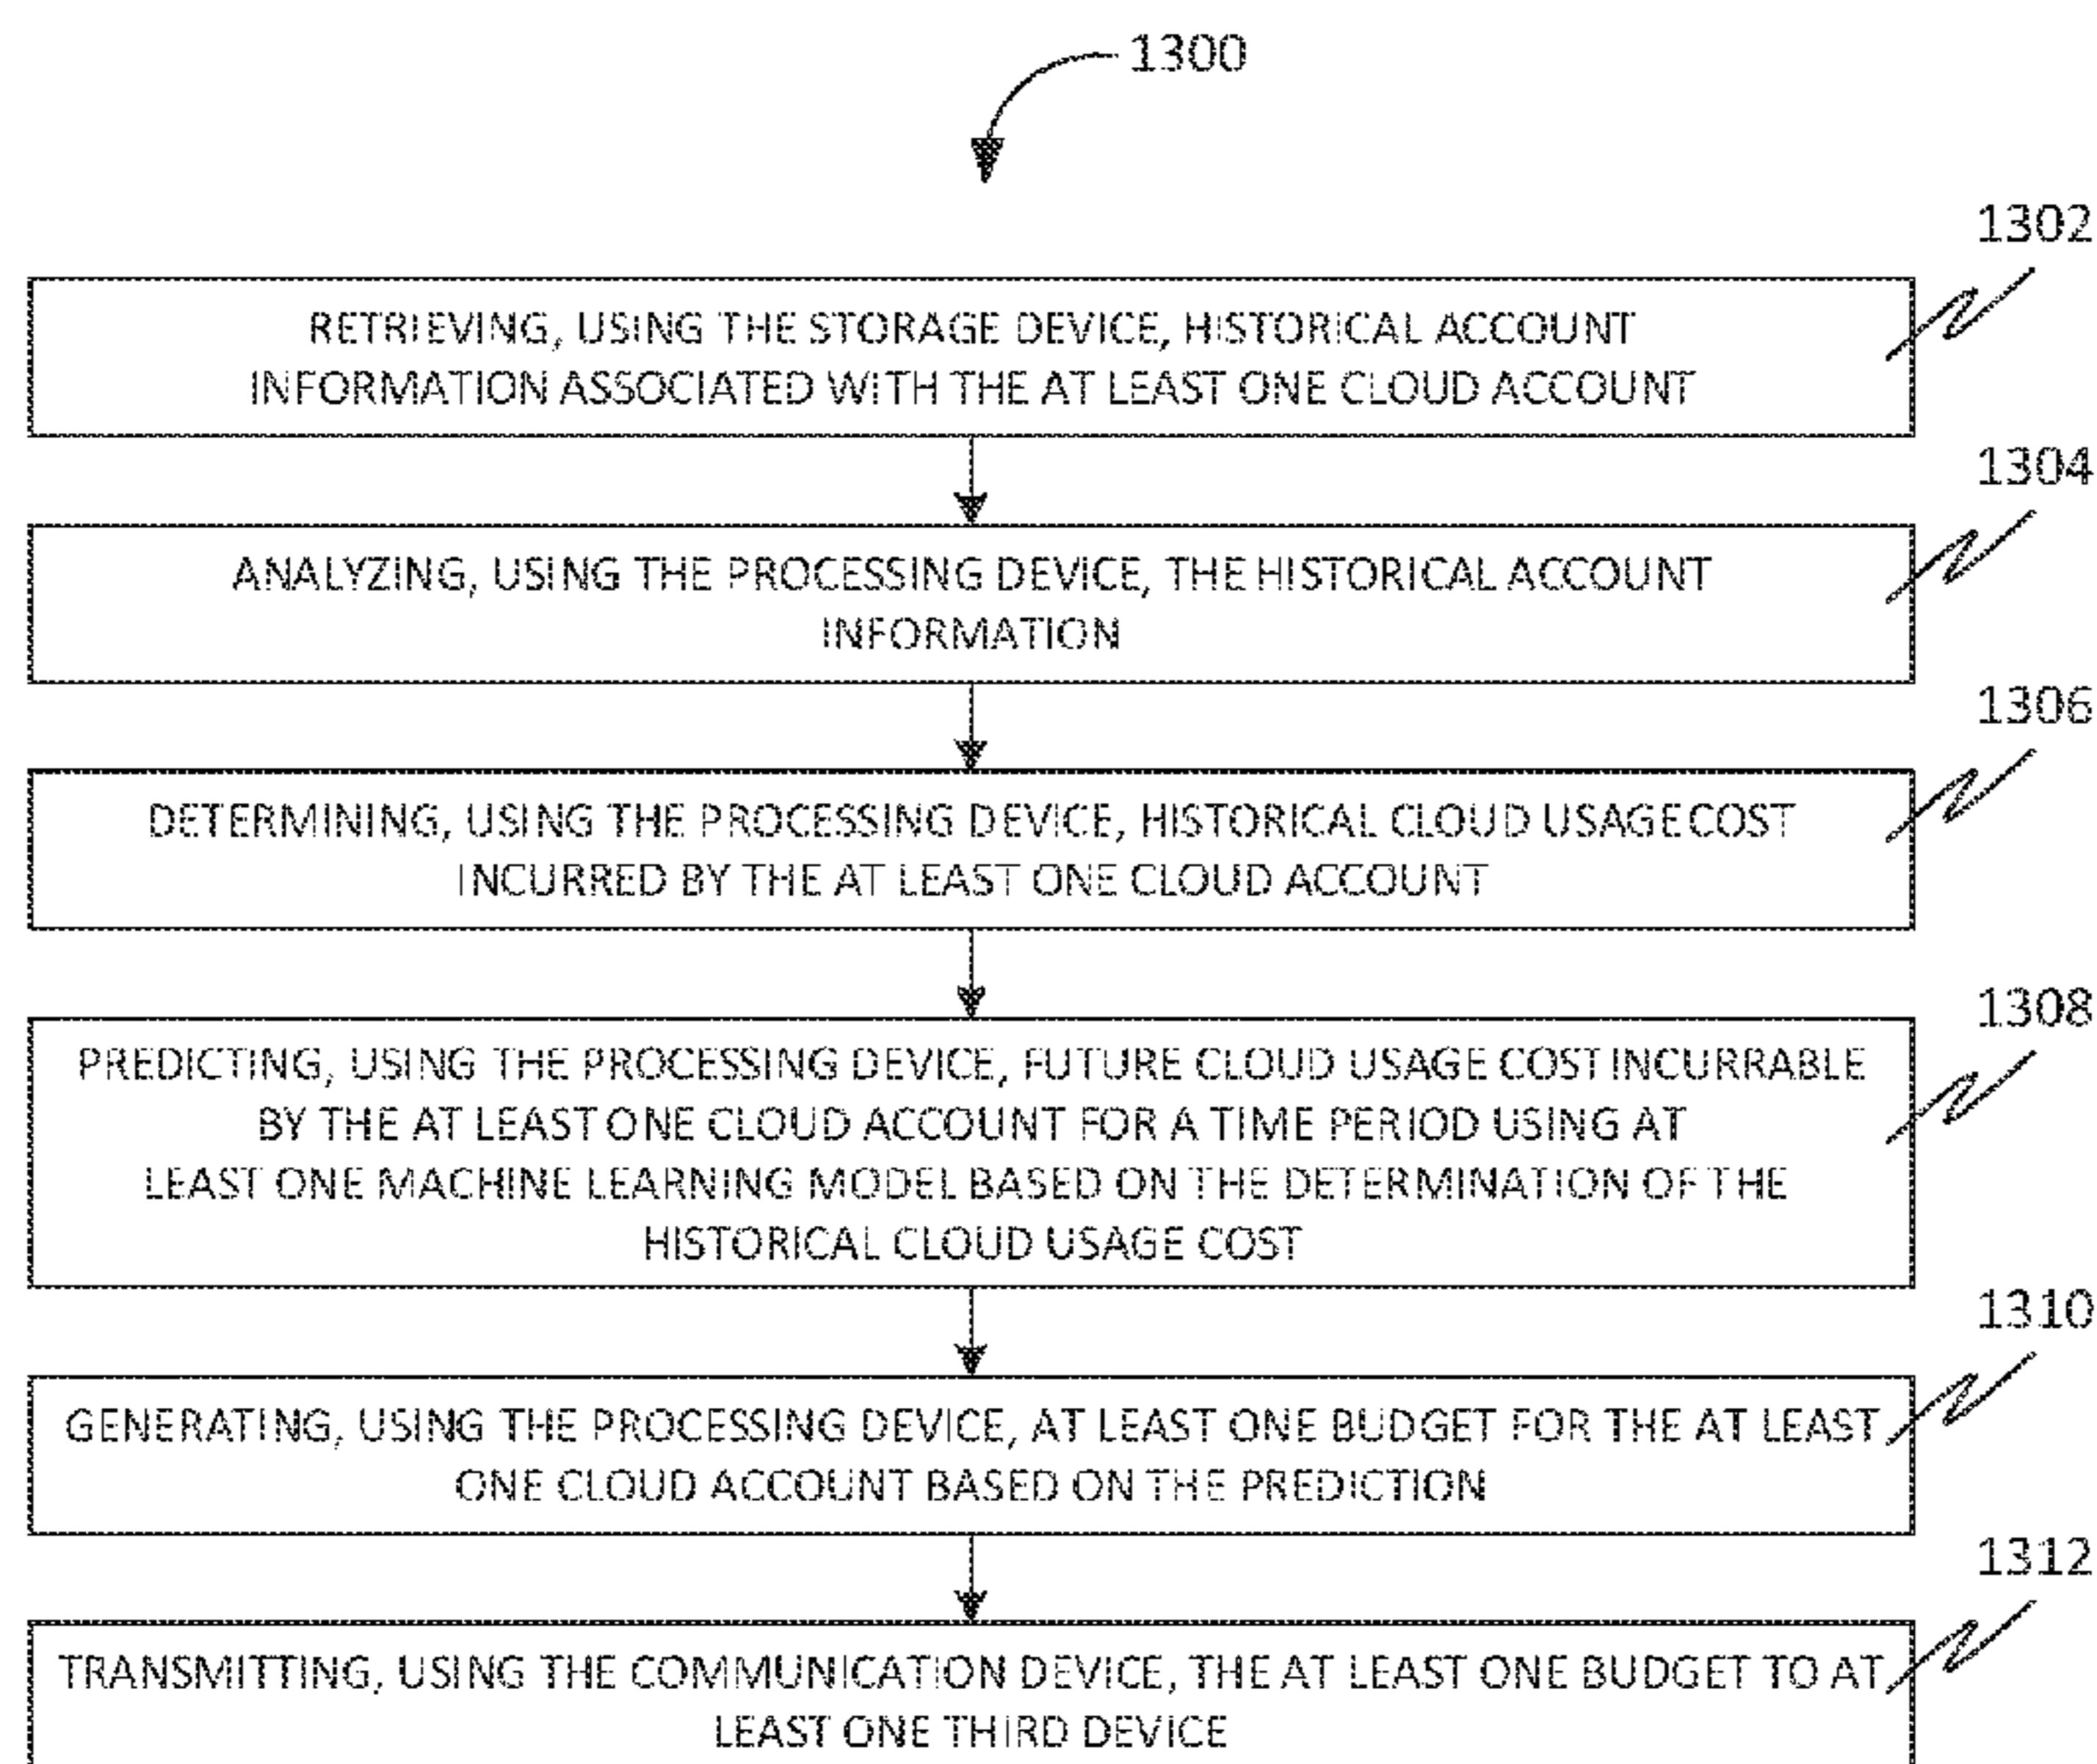 1300
1302
RETRIEVING, USING THE STORAGE DEVICE, HISTORICAL ACCOUNT
INFORMATION ASSOCIATED WITH THE AT LEAST ONE CLOUD ACCOUNT
1304
ANALYZING, USING THE PROCESSING DEVICE, THE HISTORICAL ACCOUNT
INFORMATION
1306
DETERMINING, USING THE PROCESSING DEVICE, HISTORICAL CLOUD USAGE COST
INCURRED BY THE AT LEAST ONE CLOUD ACCOUNT
1308
PREDICTING, USING THE PROCESSING DEVICE, FUTURE CLOUD USAGE COST INCURRABLE
BY THE AT LEAST ONE CLOUD ACCOUNT FOR A TIME PERIOD USING AT
LEAST ONE MACHINE LEARNING MODEL BASED ON THE DETERMINATION OF THE
HISTORICAL CLOUD USAGE COST
1310
GENERATING, USING THE PROCESSING DEVICE, AT LEAST ONE BUDGET FOR THE AT LEAST
ONE CLOUD ACCOUNT BASED ON THE PREDICTION
1312
TRANSMITTING, USING THE COMMUNICATION DEVICE, THE AT LEAST ONE BUDGET TO AT
LEAST ONE THIRD DEVICE